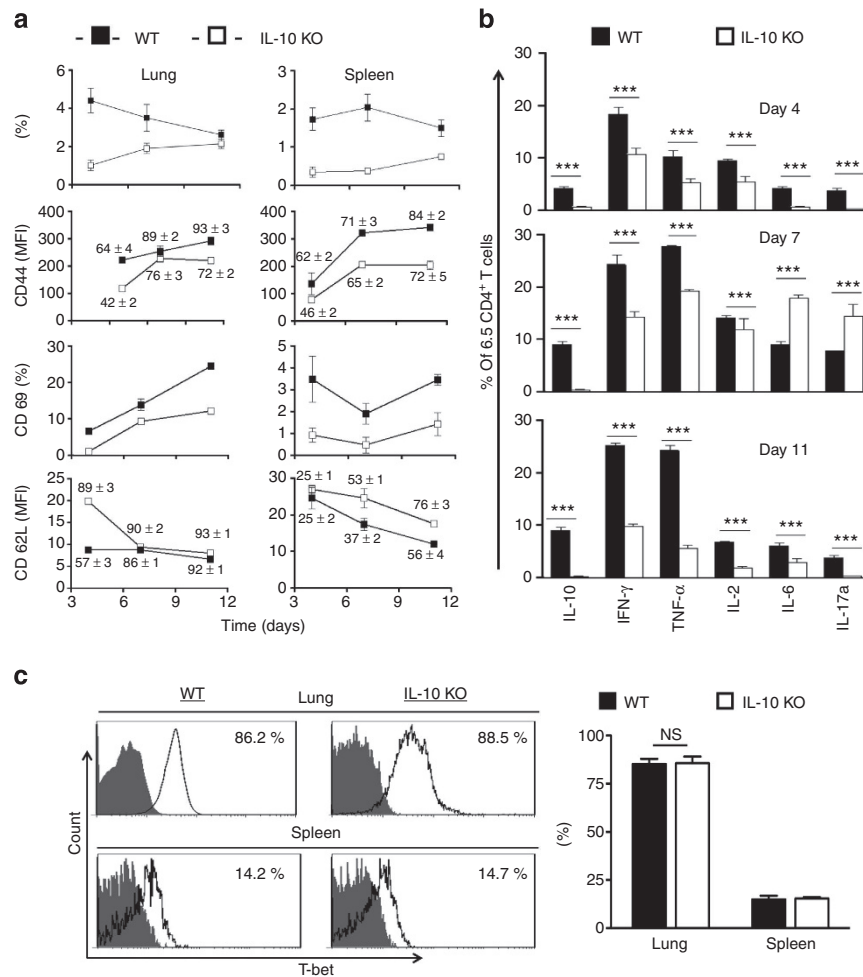 a
WT
IL-10 KO
Lung
Spleen
(%)
6
4
2
0
3
2
1
0
CD44 (MFI)
400
300
200
100
0
64 ± 4
89 ± 2
93 ± 3
42 ± 2
76 ± 3
72 ± 2
400
300
200
100
0
62 ± 2
71 ± 3
84 ± 2
46 ± 2
65 ± 2
72 ± 5
CD 69 (%)
30
20
10
0
5
4
3
2
1
0
CD 62L (MFI)
25
20
15
10
5
0
89 ± 3
90 ± 2
93 ± 1
57 ± 3
86 ± 1
92 ± 1
30
20
10
0
25 ± 1
53 ± 1
76 ± 3
25 ± 2
37 ± 2
56 ± 4
3 6 9 12
3 6 9 12
Time (days)
b
WT
IL-10 KO
% Of 6.5 CD4+ T cells
30
20
10
0
Day 4
*** *** *** *** *** ***
30
20
10
0
Day 7
*** *** *** *** *** ***
30
20
10
0
Day 11
*** *** *** *** *** ***
IL-10
IFN-γ
TNF-α
IL-2
IL-6
IL-17a
c
WT
Lung
IL-10 KO
86.2 %
88.5 %
Spleen
14.2 %
14.7 %
Count
T-bet
WT
IL-10 KO
(%)
100
75
50
25
0
NS
Lung
Spleen